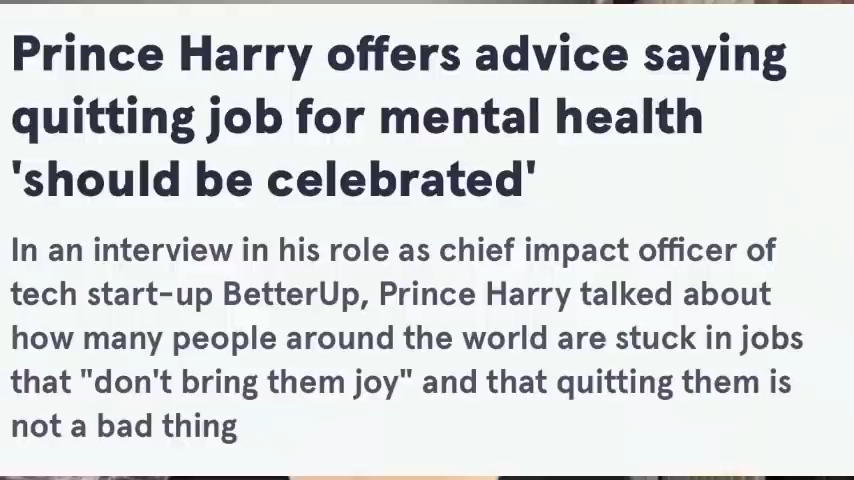 Prince Harry offers advice saying
quitting job for mental health
'should be celebrated'
In an interview in his role as chief impact officer of
tech start-up BetterUp, Prince Harry talked about
how many people around the world are stuck in jobs
that "don't bring them joy" and that quitting them is
not a bad thing